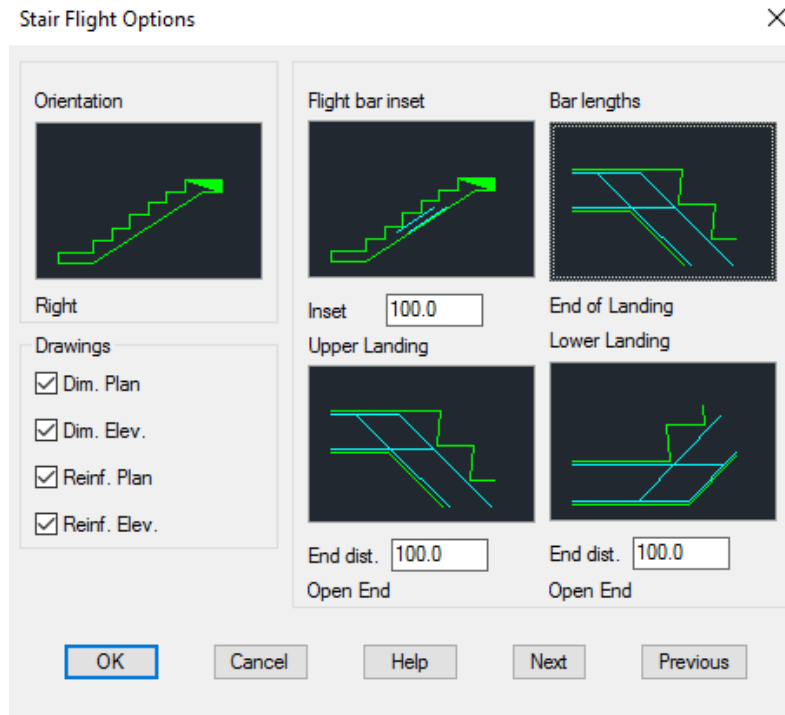 Stair Flight Options
Orientation
Right
Drawings
Dim. Plan
Dim. Elev.
Reinf. Plan
Reinf. Elev.
Flight bar inset
Inset 100.0
Bar lengths
End of Landing
Upper Landing
End dist. 100.0
Open End
Lower Landing
End dist. 100.0
Open End
OK Cancel Help Next Previous